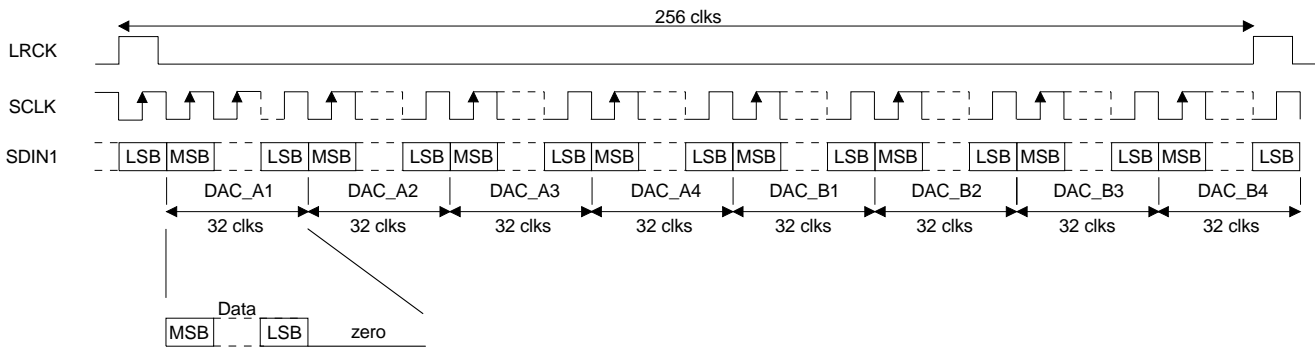 256 clks
LRCK
SCLK
SDIN1
LSB MSB LSB MSB LSB MSB LSB MSB LSB MSB LSB MSB LSB MSB LSB MSB LSB
DAC_A1 DAC_A2 DAC_A3 DAC_A4 DAC_B1 DAC_B2 DAC_B3 DAC_B4
32 clks 32 clks 32 clks 32 clks 32 clks 32 clks 32 clks 32 clks
Data
MSB LSB zero